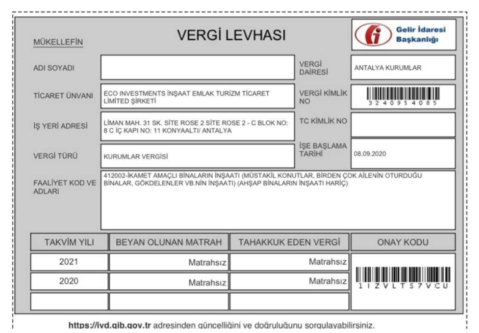 VERGİ LEVHASI
Gelir İdaresi
Başkanlığı
MÜKELLEFİN
ADI SOYADI
VERGİ
DAİRESİ
ANTALYA KURUMLAR
TİCARET ÜNVANI
ECO INVESTMENTS İNŞAAT EMLAK TURİZM TİCARET
LİMİTED ŞİRKETİ
VERGİ KİMLİK
NO
3240954085
İŞ YERİ ADRESİ
LİMAN MAH. 31 SK. SİTE ROSE 2 SİTE ROSE 2 - C BLOK NO:
8 C İÇ KAPI NO: 11 KONYAALTI/ ANTALYA
TC KİMLİK NO
VERGİ TÜRÜ
KURUMLAR VERGİSİ
İŞE BAŞLAMA
TARİHİ
08.09.2020
FAALİYET KOD VE
ADLARI
412002-İKAMET AMAÇLI BİNALARIN İNŞAATI (MÜSTAKİL KONUTLAR, BİRDEN ÇOK AİLENİN OTURDUĞU
BİNALAR, GÖKDELENLER VB.NİN İNŞAATI) (AHŞAP BİNALARIN İNŞAATI HARİÇ)
TAKVİM YILI BEYAN OLUNAN MATRAH TAHAKKUK EDEN VERGİ ONAY KODU
2021 Matrahsız Matrahsız
2020 Matrahsız Matrahsız
1IZVLTS7VCU
https://ivd.gib.gov.tr adresinden güncelliğini ve doğruluğunu sorgulayabilirsiniz.